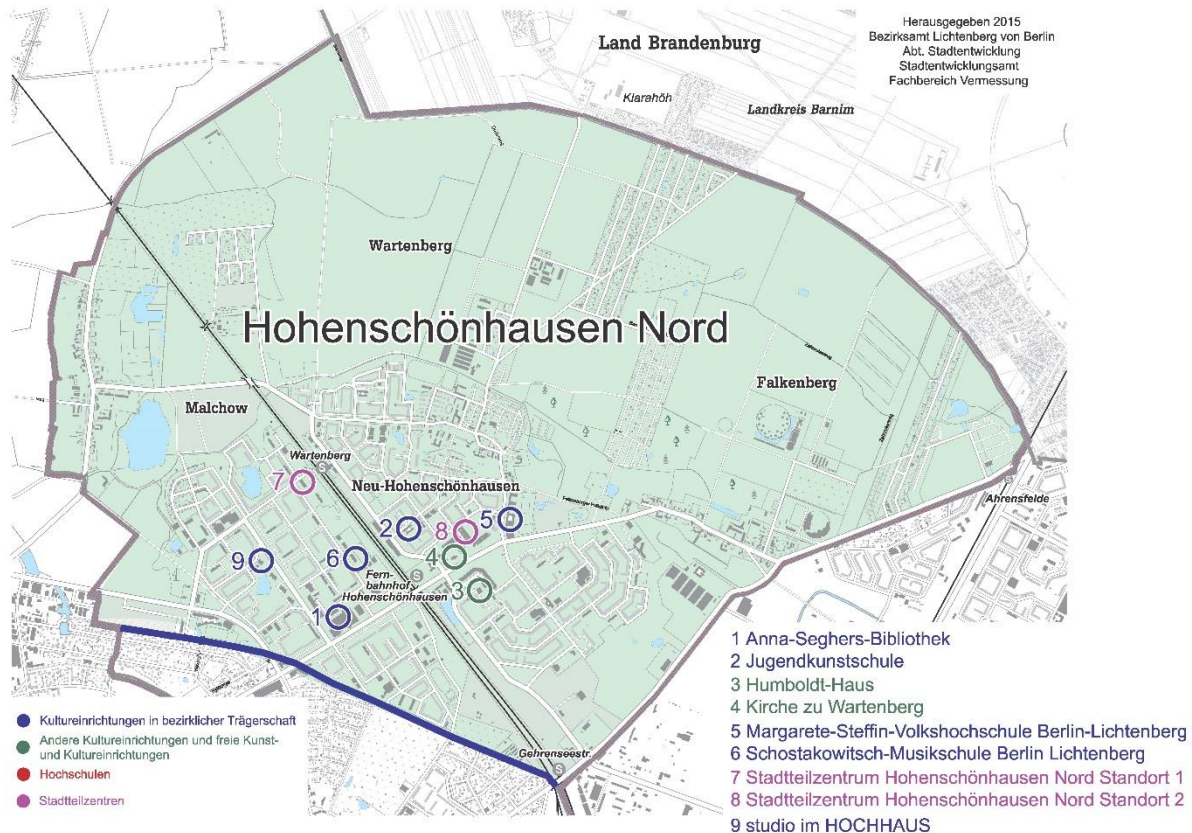 Herausgegeben 2015
Bezirksamt Lichtenberg von Berlin
Abt. Stadtentwicklung
Stadtentwicklungsamt
Fachbereich Vermessung
Land Brandenburg
Klarahöh
Landkreis Barnim
Wartenberg
Hohenschönhausen Nord
Falkenberg
Malchow
Wartenberg
S
7
Neu-Hohenschönhausen
Ahrensfelde
S
2
8
5
4
9
6
Fern-
bahnhof
Hohenschönhausen
S
3
1
Gehrenseestr.
S
1 Anna-Seghers-Bibliothek
2 Jugendkunstschule
3 Humboldt-Haus
4 Kirche zu Wartenberg
5 Margarete-Steffin-Volkshochschule Berlin-Lichtenberg
6 Schostakowitsch-Musikschule Berlin Lichtenberg
7 Stadtteilzentrum Hohenschönhausen Nord Standort 1
8 Stadtteilzentrum Hohenschönhausen Nord Standort 2
9 studio im HOCHHAUS
Kultureinrichtungen in bezirklicher Trägerschaft
Andere Kultureinrichtungen und freie Kunst-
und Kultureinrichtungen
Hochschulen
Stadtteilzentren